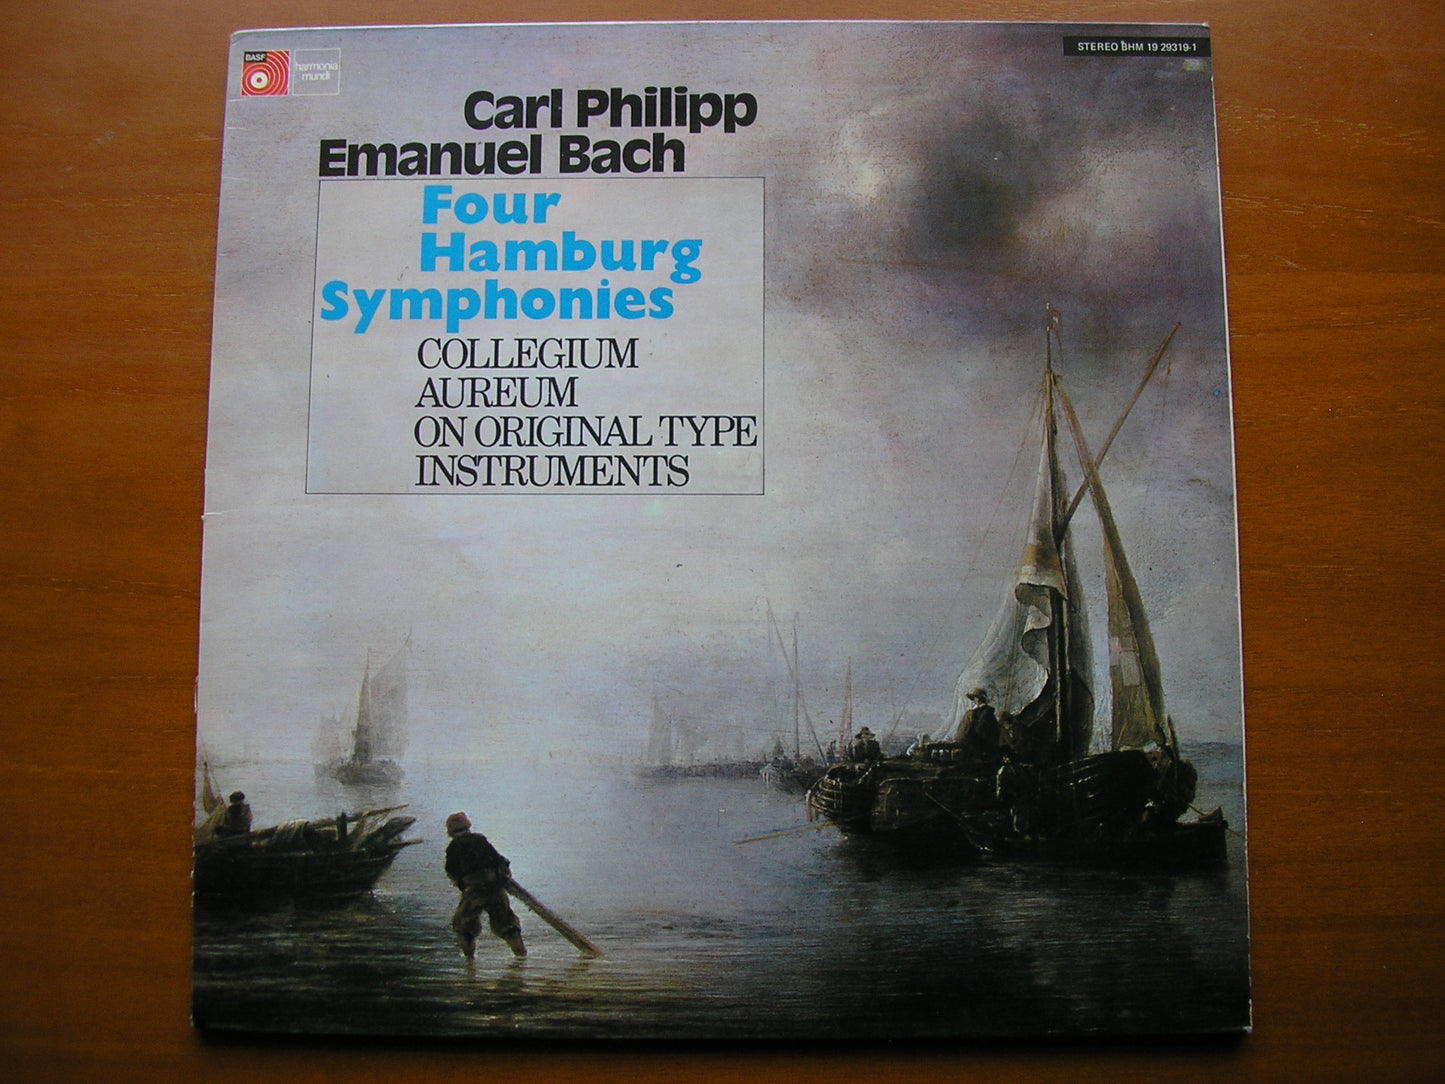 BASF
harmonia
mundi
STEREO BHM 19 29319-1
Carl Philipp
Emanuel Bach
Four
Hamburg
Symphonies
COLLEGIUM
AUREUM
ON ORIGINAL TYPE
INSTRUMENTS